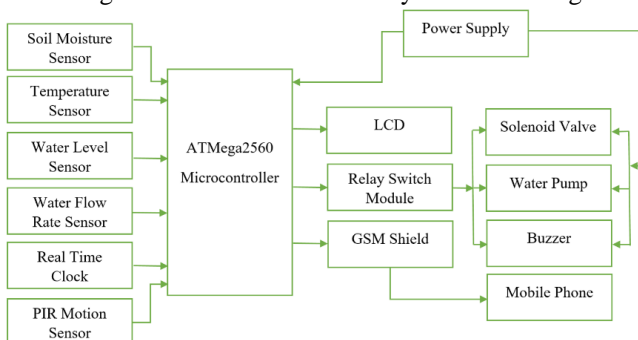 Power Supply
Soil Moisture
Sensor
Temperature
Sensor
Water Level
Sensor
Water Flow
Rate Sensor
Real Time
Clock
PIR Motion
Sensor
ATMega2560
Microcontroller
LCD
Relay Switch
Module
GSM Shield
Solenoid Valve
Water Pump
Buzzer
Mobile Phone